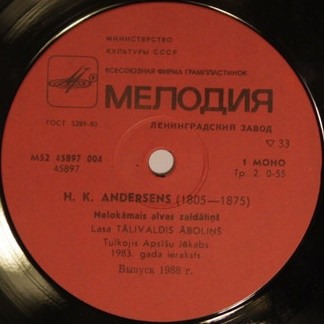 МИНИСТЕРСТВО
КУЛЬТУРЫ СССР
ВСЕСОЮЗНАЯ ФИРМА ГРАМПЛАСТИНОК
МЕЛОДИЯ
ГОСТ 5289-80
ЛЕНИНГРАДСКИЙ ЗАВОД
▽ 33
М52 45897 004
45897
1 МОНО
Гр. 2. 0-55
H. K. ANDERSENS (1805—1875)
Nelokāmais alvas zaldātiņš
Lasa TĀLIVALDIS ĀBOLIŅŠ
Tulkojis Apsīšu Jēkabs
1983. gada ieraksts
Выпуск 1988 г.